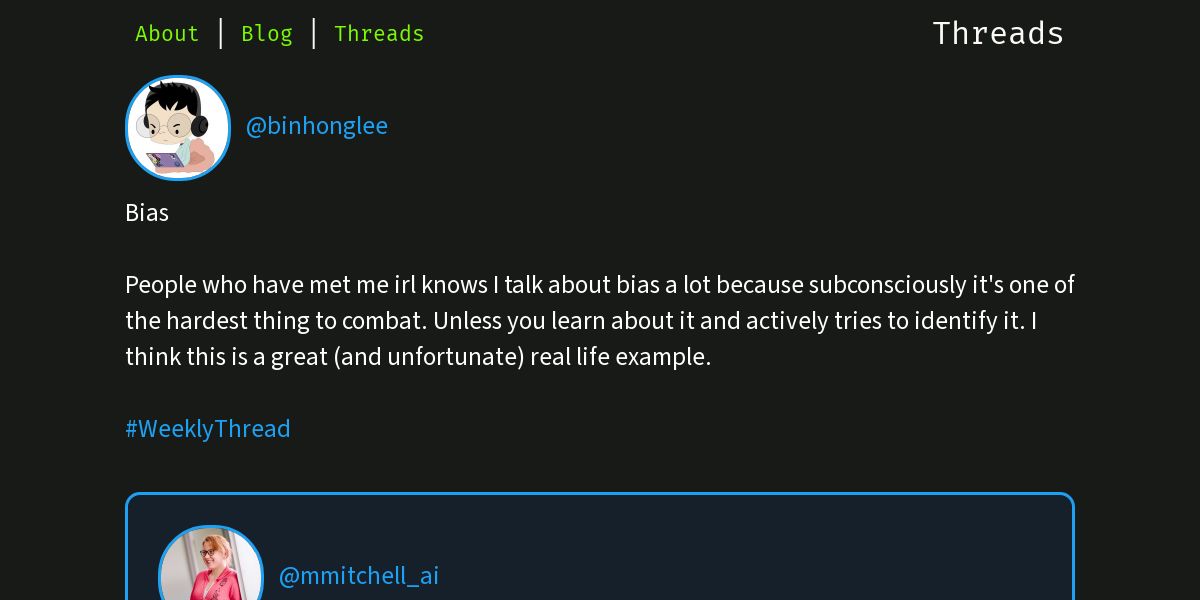 About | Blog | Threads
Threads
@binhonglee
Bias
People who have met me irl knows I talk about bias a lot because subconsciously it's one of
the hardest thing to combat. Unless you learn about it and actively tries to identify it. I
think this is a great (and unfortunate) real life example.
#WeeklyThread
@mmitchell_ai